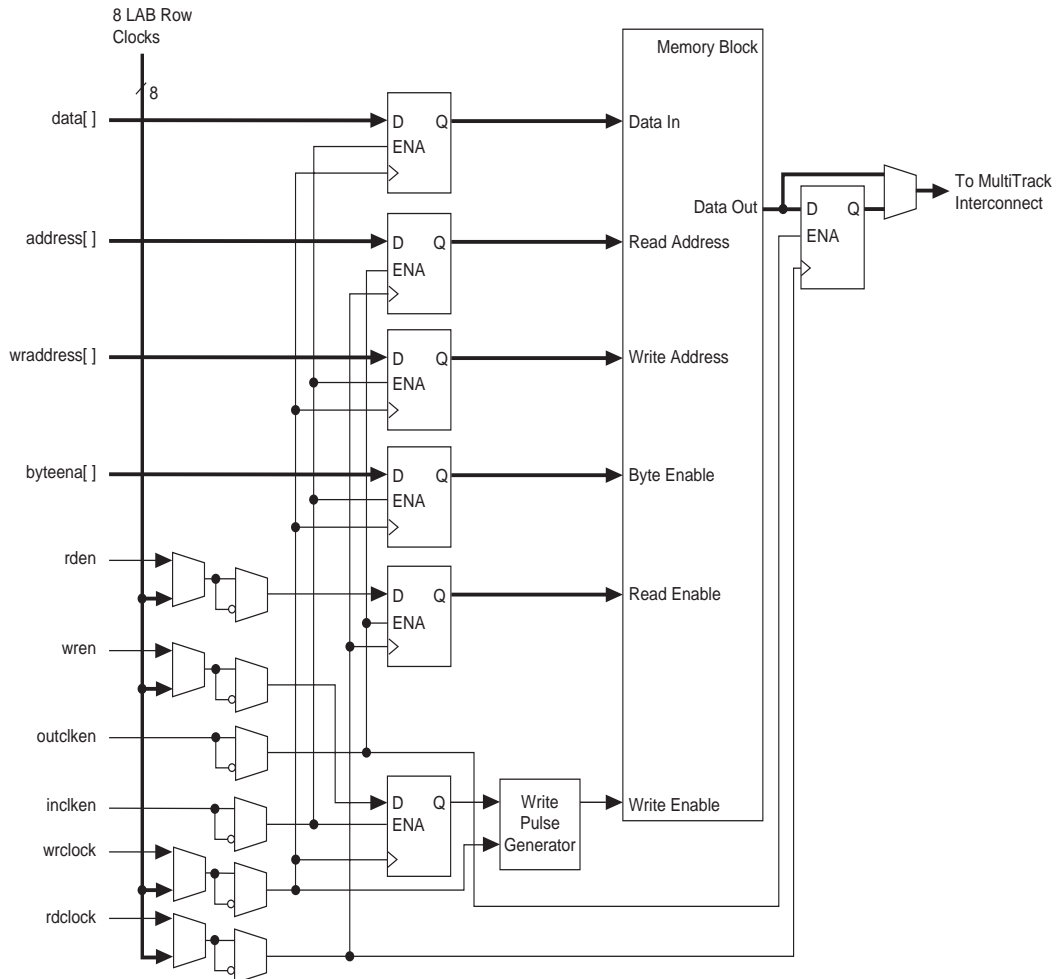 8 LAB Row
Clocks
8
Memory Block
data[ ]
D Q
ENA
Data In
To MultiTrack
Interconnect
Data Out
D Q
ENA
address[ ]
D Q
ENA
Read Address
wraddress[ ]
D Q
ENA
Write Address
byteena[ ]
D Q
ENA
Byte Enable
rden
D Q
ENA
Read Enable
wren
outclken
inclken
D Q
ENA
Write
Pulse
Generator
Write Enable
wrclock
rdclock